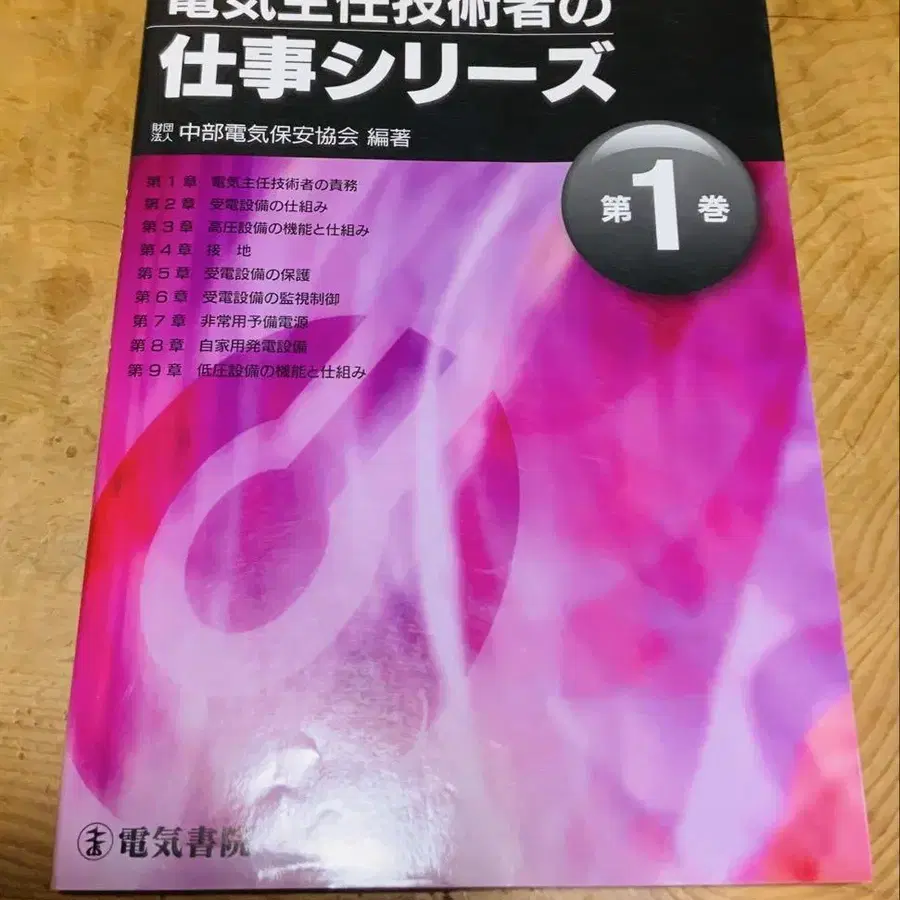 電気主任技術者の
仕事シリーズ
財団法人 中部電気保安協会 編著
第1巻
第1章 電気主任技術者の責務
第2章 受電設備の仕組み
第3章 高圧設備の機能と仕組み
第4章 接 地
第5章 受電設備の保護
第6章 受電設備の監視制御
第7章 非常用予備電源
第8章 自家用発電設備
第9章 低圧設備の機能と仕組み
電気書院